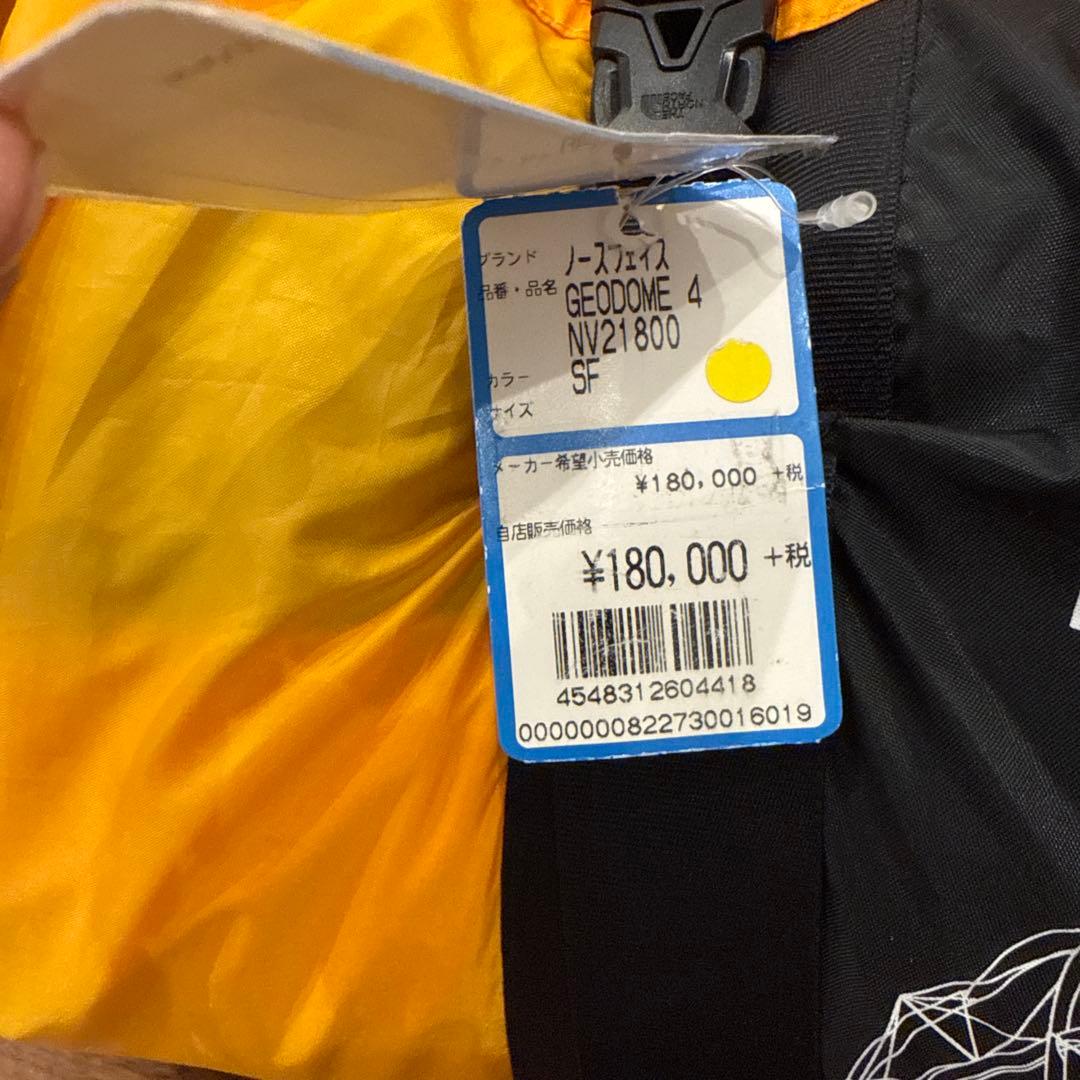 ブランド ノースフェイス
品番・品名 GEODOME 4
NV21800
カラー SF
サイズ
メーカー希望小売価格
¥180,000 +税
自店販売価格
¥180,000 +税
4548312604418
0000000822730016019